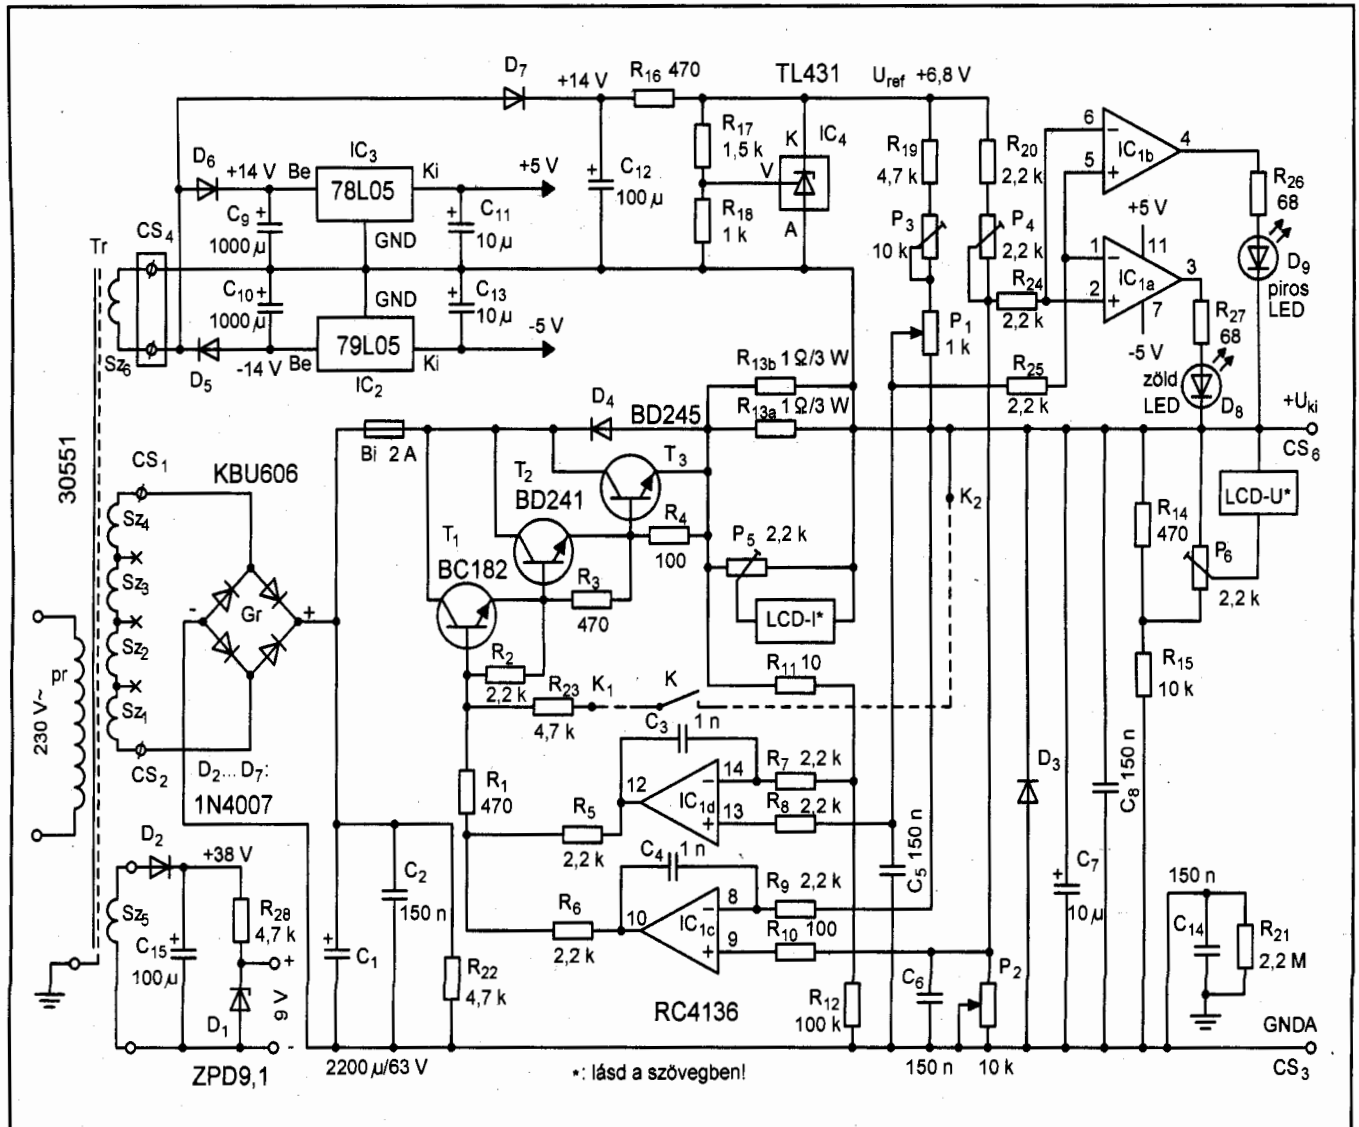 D7
+14 V
R16 470
TL431
Uref +6,8 V
R17
1,5 k
K
IC4
V
A
R18
1 k
R19
4,7 k
R20
2,2 k
6
5
4
IC1b
R26
68
D9
piros
LED
D6
+14 V
Be
IC3
78L05
Ki
+5 V
C9
1000 µ
GND
C11
10 µ
C12
100 µ
P3
10 k
P4
2,2 k
+5 V
11
1
2
3
IC1a
7
-5 V
R24
2,2 k
R27
68
Tr
CS4
Sz6
C10
1000 µ
GND
C13
10 µ
-5 V
D5
-14 V
Be
79L05
Ki
IC2
P1
1 k
R13b 1 Ω/3 W
R13a 1 Ω/3 W
R25
2,2 k
zöld
LED
D8
+Uki
CS6
Bi 2 A
D4
BD245
T3
T2
BD241
T1
BC182
R4
100
R3
470
R2
2,2 k
P5 2,2 k
LCD-I*
K2
R14
470
LCD-U*
P6
2,2 k
R15
10 k
30551
CS1
KBU606
Sz4
Sz3
Sz2
Sz1
-
Gr
+
CS2
pr
230 V~
D2...D7:
1N4007
R23
4,7 k
K1
K
R11 10
C3 1 n
12
14
13
IC1d
R7 2,2 k
R8 2,2 k
R1
470
R5
2,2 k
C4 1 n
10
8
9
IC1c
R9 2,2 k
R10 100
R6
2,2 k
C5 150 n
D3
C8 150 n
C7
10 µ
150 n
C14
R21
2,2 M
D2
+38 V
Sz5
C15
100 µ
R28
4,7 k
+
D1
9 V
-
ZPD9,1
C2
150 n
C1
2200 µ/63 V
R22
4,7 k
RC4136
R12
100 k
C6
150 n
P2
10 k
GNDA
CS3
*: lásd a szövegben!